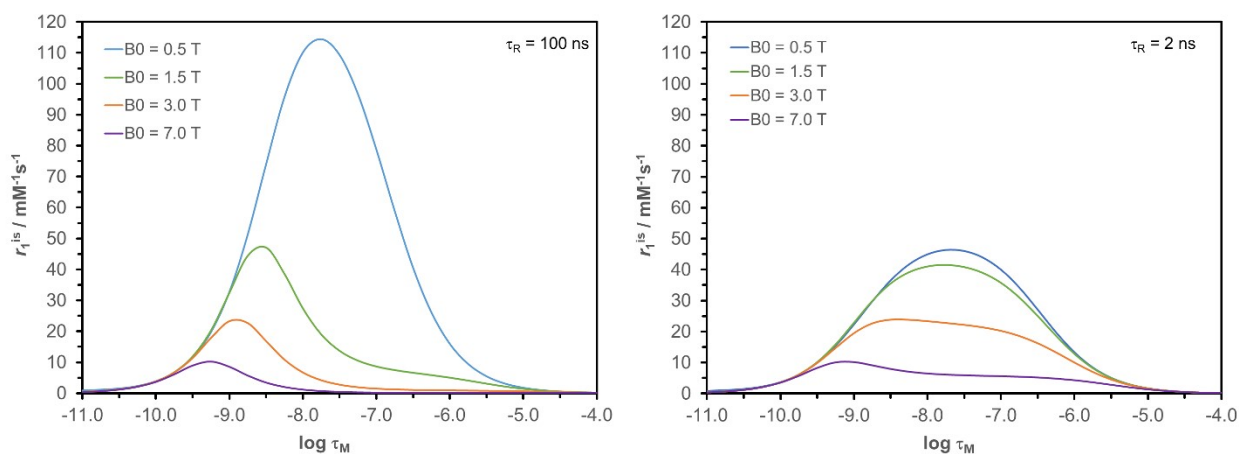 120
110
100
90
80
70
60
50
40
30
20
10
0
r₁ⁱˢ / mM⁻¹s⁻¹
B0 = 0.5 T
B0 = 1.5 T
B0 = 3.0 T
B0 = 7.0 T
τR = 100 ns
-11.0 -10.0 -9.0 -8.0 -7.0 -6.0 -5.0 -4.0
log τM
120
110
100
90
80
70
60
50
40
30
20
10
0
r₁ⁱˢ / mM⁻¹s⁻¹
B0 = 0.5 T
B0 = 1.5 T
B0 = 3.0 T
B0 = 7.0 T
τR = 2 ns
-11.0 -10.0 -9.0 -8.0 -7.0 -6.0 -5.0 -4.0
log τM